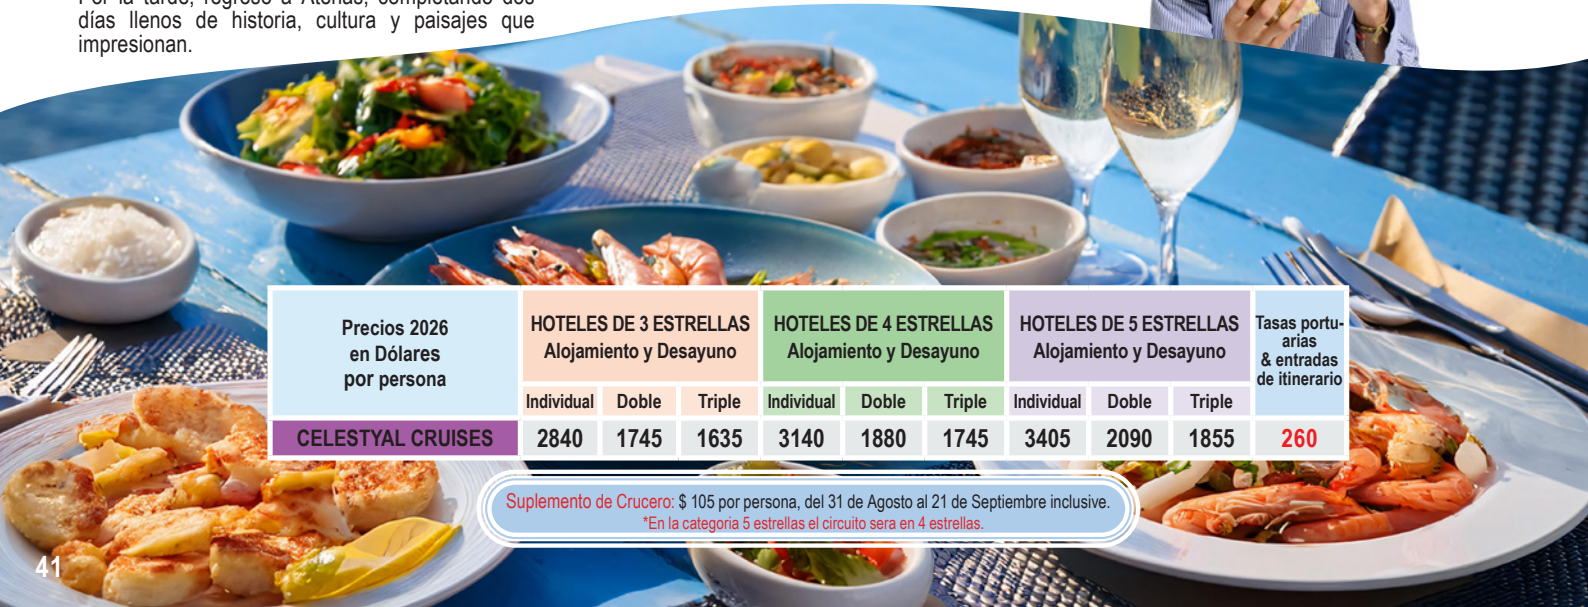 días llenos de historia, cultura y paisajes que
impresionan.
Precios 2026
en Dólares
por persona
HOTELES DE 3 ESTRELLAS
Alojamiento y Desayuno
HOTELES DE 4 ESTRELLAS
Alojamiento y Desayuno
HOTELES DE 5 ESTRELLAS
Alojamiento y Desayuno
Tasas portu-
arias
& entradas
de itinerario
Individual Doble Triple Individual Doble Triple Individual Doble Triple
CELESTYAL CRUISES 2840 1745 1635 3140 1880 1745 3405 2090 1855 260
Suplemento de Crucero: $ 105 por persona, del 31 de Agosto al 21 de Septiembre inclusive.
*En la categoria 5 estrellas el circuito sera en 4 estrellas.
41